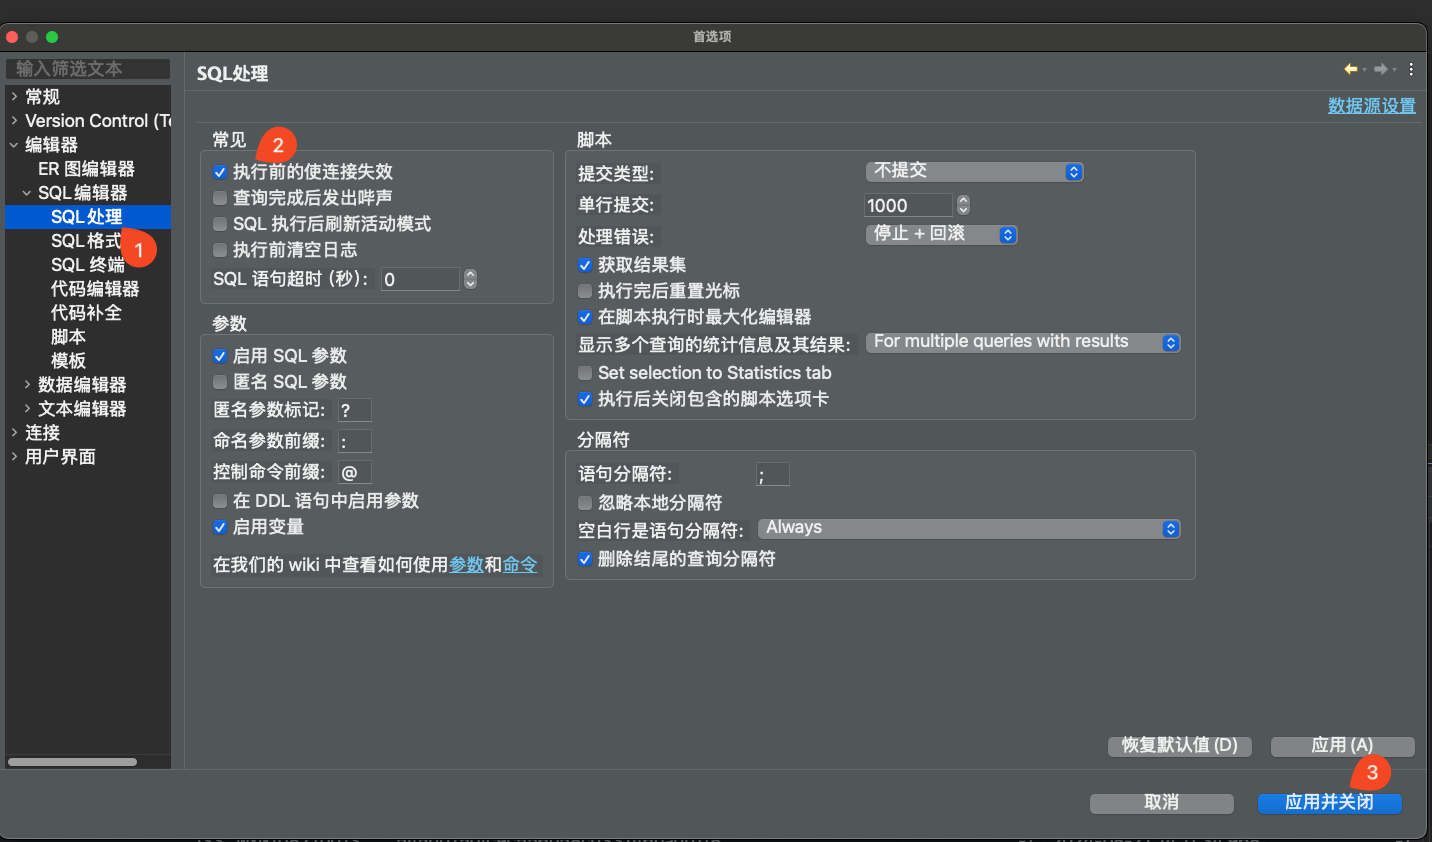 首选项
输入筛选文本
常规
Version Control (Te
编辑器
ER 图编辑器
SQL编辑器
SQL处理
SQL格式
SQL 终端
代码编辑器
代码补全
脚本
模板
数据编辑器
文本编辑器
连接
用户界面
1
SQL处理
数据源设置
常见
2
执行前的使连接失效
查询完成后发出哔声
SQL 执行后刷新活动模式
执行前清空日志
SQL 语句超时 (秒): 0
参数
启用 SQL 参数
匿名 SQL 参数
匿名参数标记: ?
命名参数前缀: :
控制命令前缀: @
在 DDL 语句中启用参数
启用变量
在我们的 wiki 中查看如何使用参数和命令
脚本
提交类型: 不提交
单行提交: 1000
处理错误: 停止 + 回滚
获取结果集
执行完后重置光标
在脚本执行时最大化编辑器
显示多个查询的统计信息及其结果: For multiple queries with results
Set selection to Statistics tab
执行后关闭包含的脚本选项卡
分隔符
语句分隔符: ;
忽略本地分隔符
空白行是语句分隔符: Always
删除结尾的查询分隔符
恢复默认值 (D)
应用 (A)
3
取消
应用并关闭